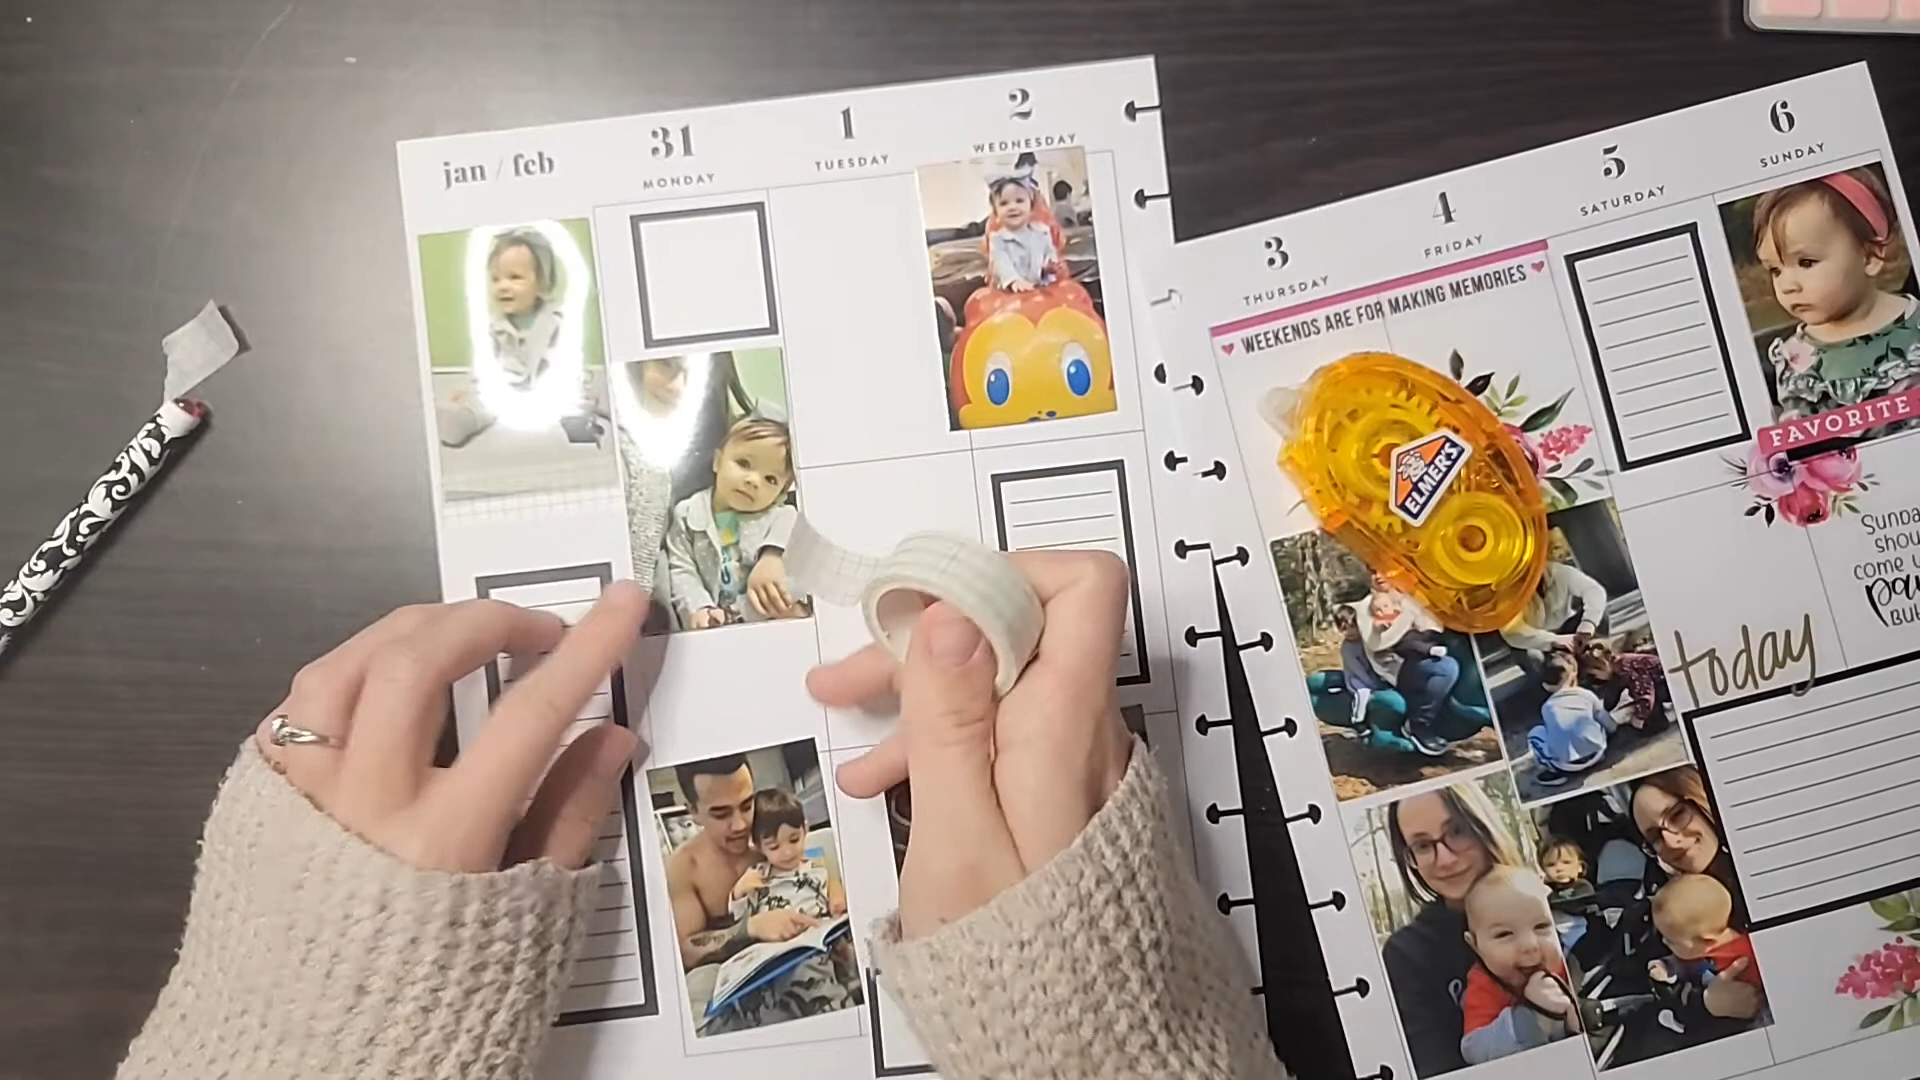 jan / feb
31
MONDAY
1
TUESDAY
2
WEDNESDAY
3
THURSDAY
4
FRIDAY
5
SATURDAY
6
SUNDAY
WEEKENDS ARE FOR MAKING MEMORIES
ELMER'S
FAVORITE
today
come